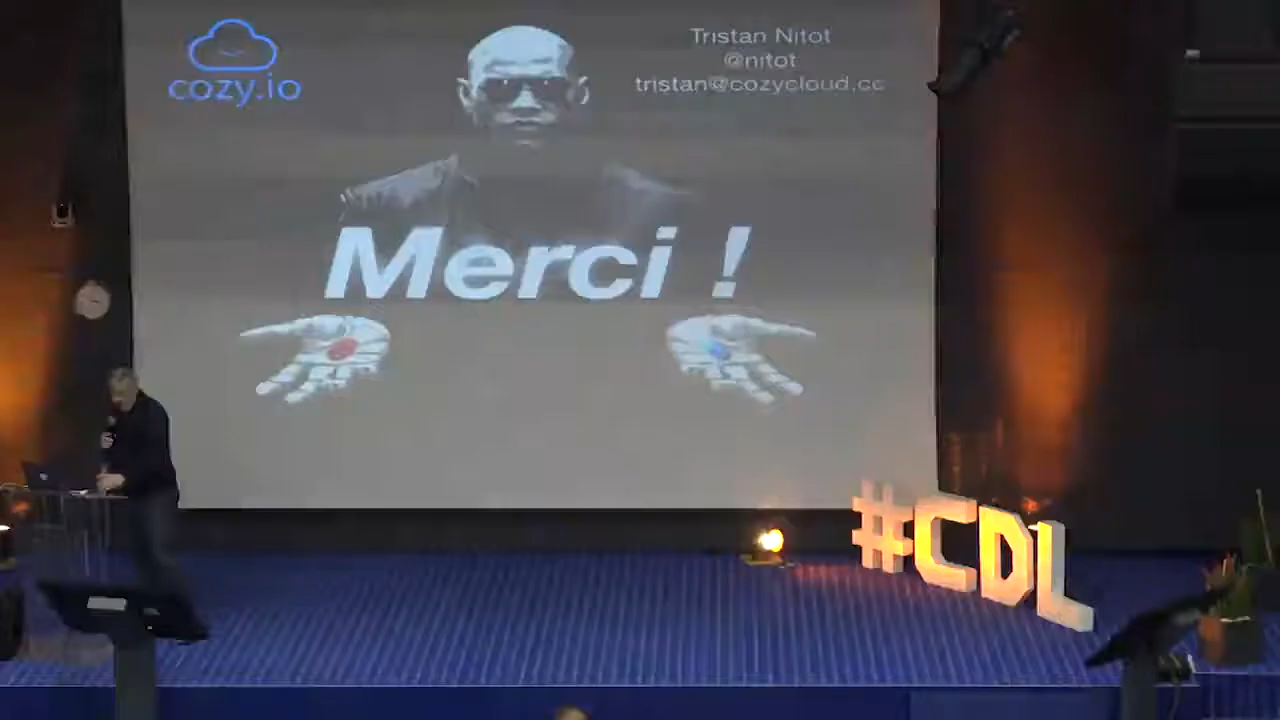 cozy.io
Tristan Nitot
@nitot
tristan@cozycloud.cc
Merci !
#CDL